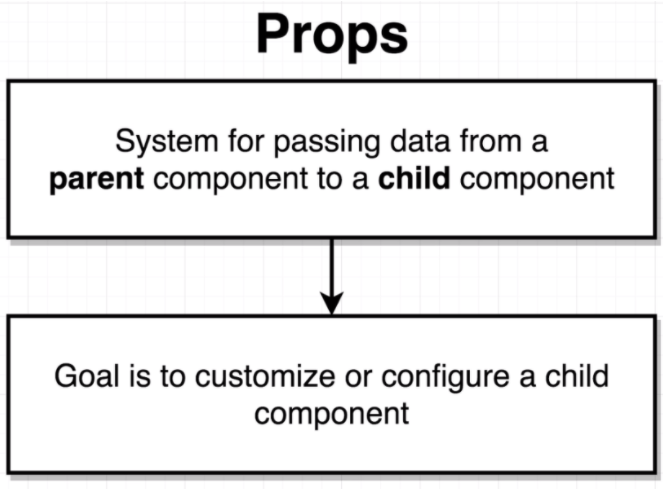 Props
System for passing data from a
parent component to a child component
Goal is to customize or configure a child
component